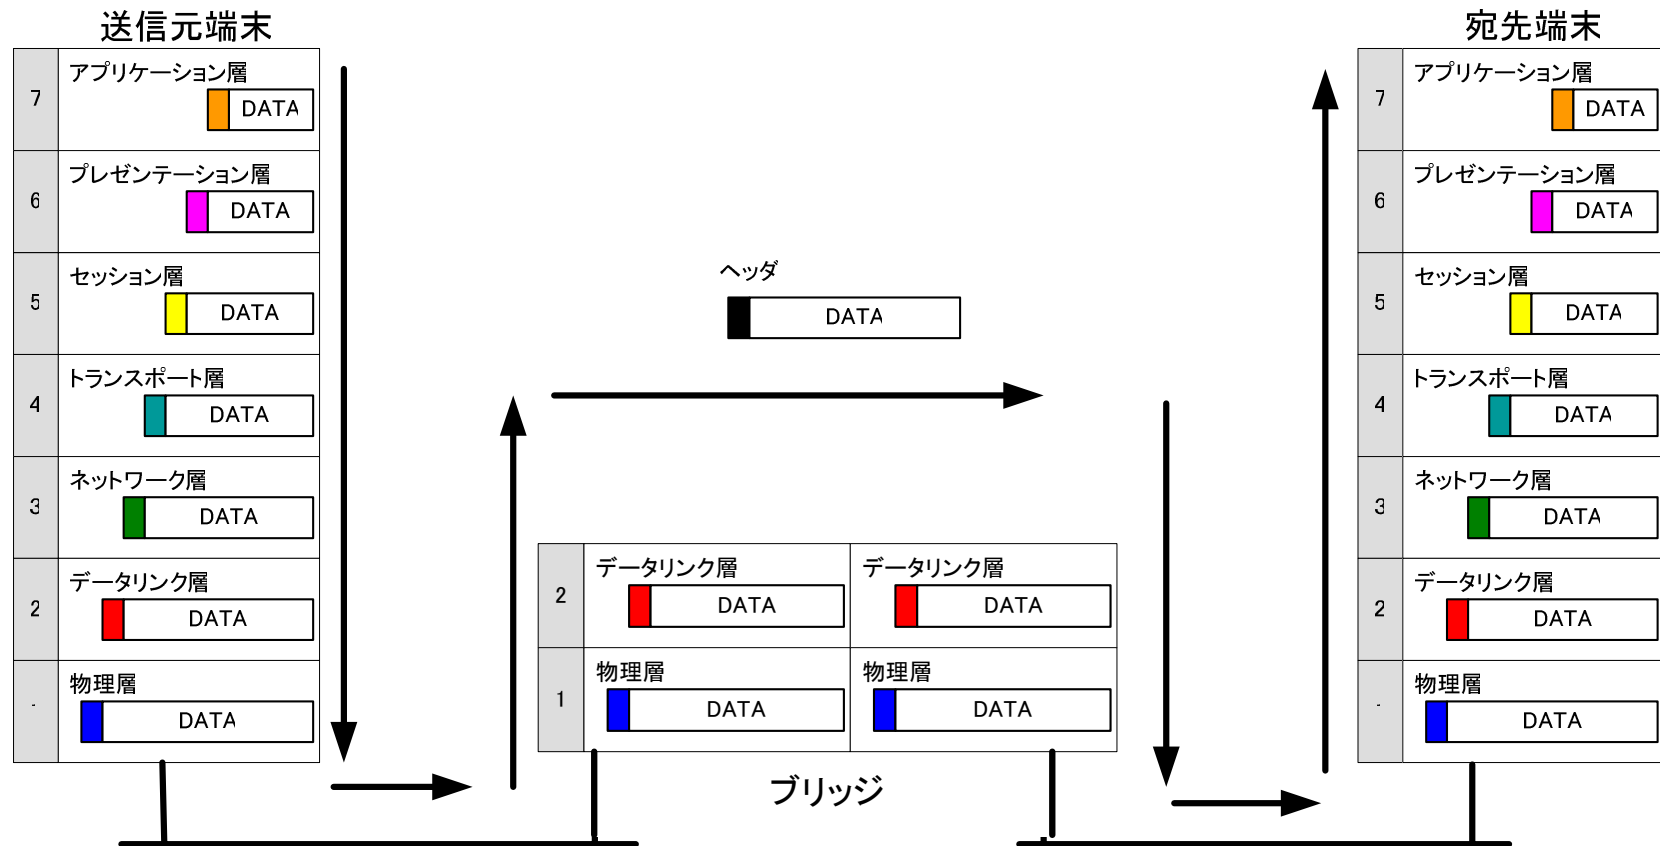 送信元端末
7
アプリケーション層
DATA
6
プレゼンテーション層
DATA
5
セッション層
DATA
4
トランスポート層
DATA
3
ネットワーク層
DATA
2
データリンク層
DATA
物理層
DATA
ヘッダ
DATA
2
データリンク層
DATA
データリンク層
DATA
1
物理層
DATA
物理層
DATA
ブリッジ
宛先端末
7
アプリケーション層
DATA
6
プレゼンテーション層
DATA
5
セッション層
DATA
4
トランスポート層
DATA
3
ネットワーク層
DATA
2
データリンク層
DATA
物理層
DATA